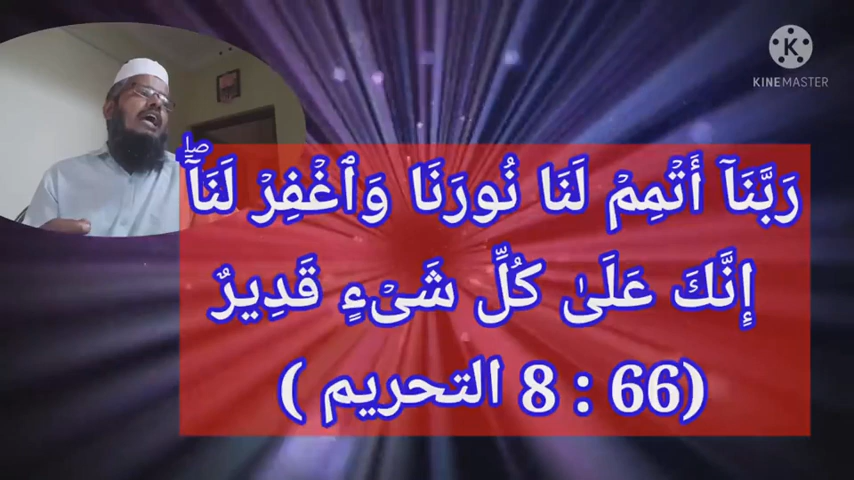 KINEMASTER
رَبَّنَآ أَتۡمِمۡ لَنَا نُورَنَا وَٱغۡفِرۡ لَنَآۖ
إِنَّكَ عَلَىٰ كُلِّ شَىۡءٍ قَدِيرٌ
(66 : 8 التحريم )